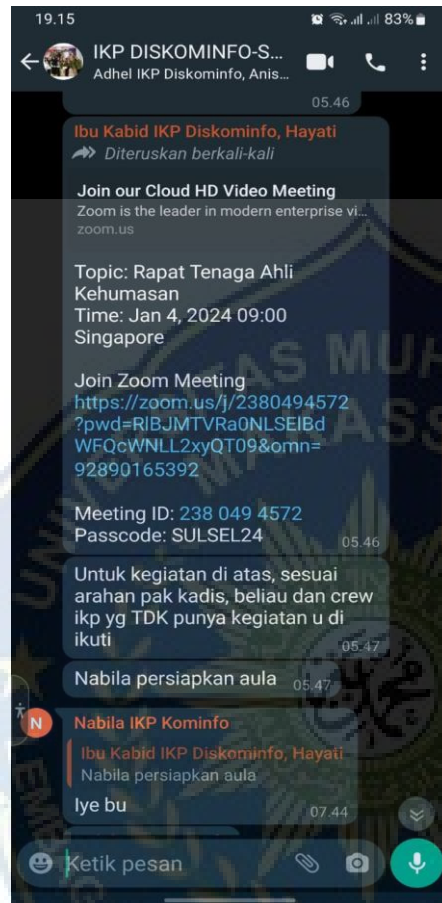 19.15
83%
IKP DISKOMINFO-S...
Adhel IKP Diskominfo, Anis...
05.46
Ibu Kabid IKP Diskominfo, Hayati
Diteruskan berkali-kali
Join our Cloud HD Video Meeting
Zoom is the leader in modern enterprise vi...
zoom.us
Topic: Rapat Tenaga Ahli
Kehumasan
Time: Jan 4, 2024 09:00
Singapore
Join Zoom Meeting
https://zoom.us/j/2380494572
?pwd=RlBJMTVRa0NLSElBd
WFQcWNLL2xyQT09&omn=
92890165392
Meeting ID: 238 049 4572
Passcode: SULSEL24
05.46
Untuk kegiatan di atas, sesuai
arahan pak kadis, beliau dan crew
ikp yg TDK punya kegiatan u di
ikuti
05.47
Nabila persiapkan aula
05.47
N
Nabila IKP Kominfo
Ibu Kabid IKP Diskominfo, Hayati
Nabila persiapkan aula
Iye bu
07.44
Ketik pesan